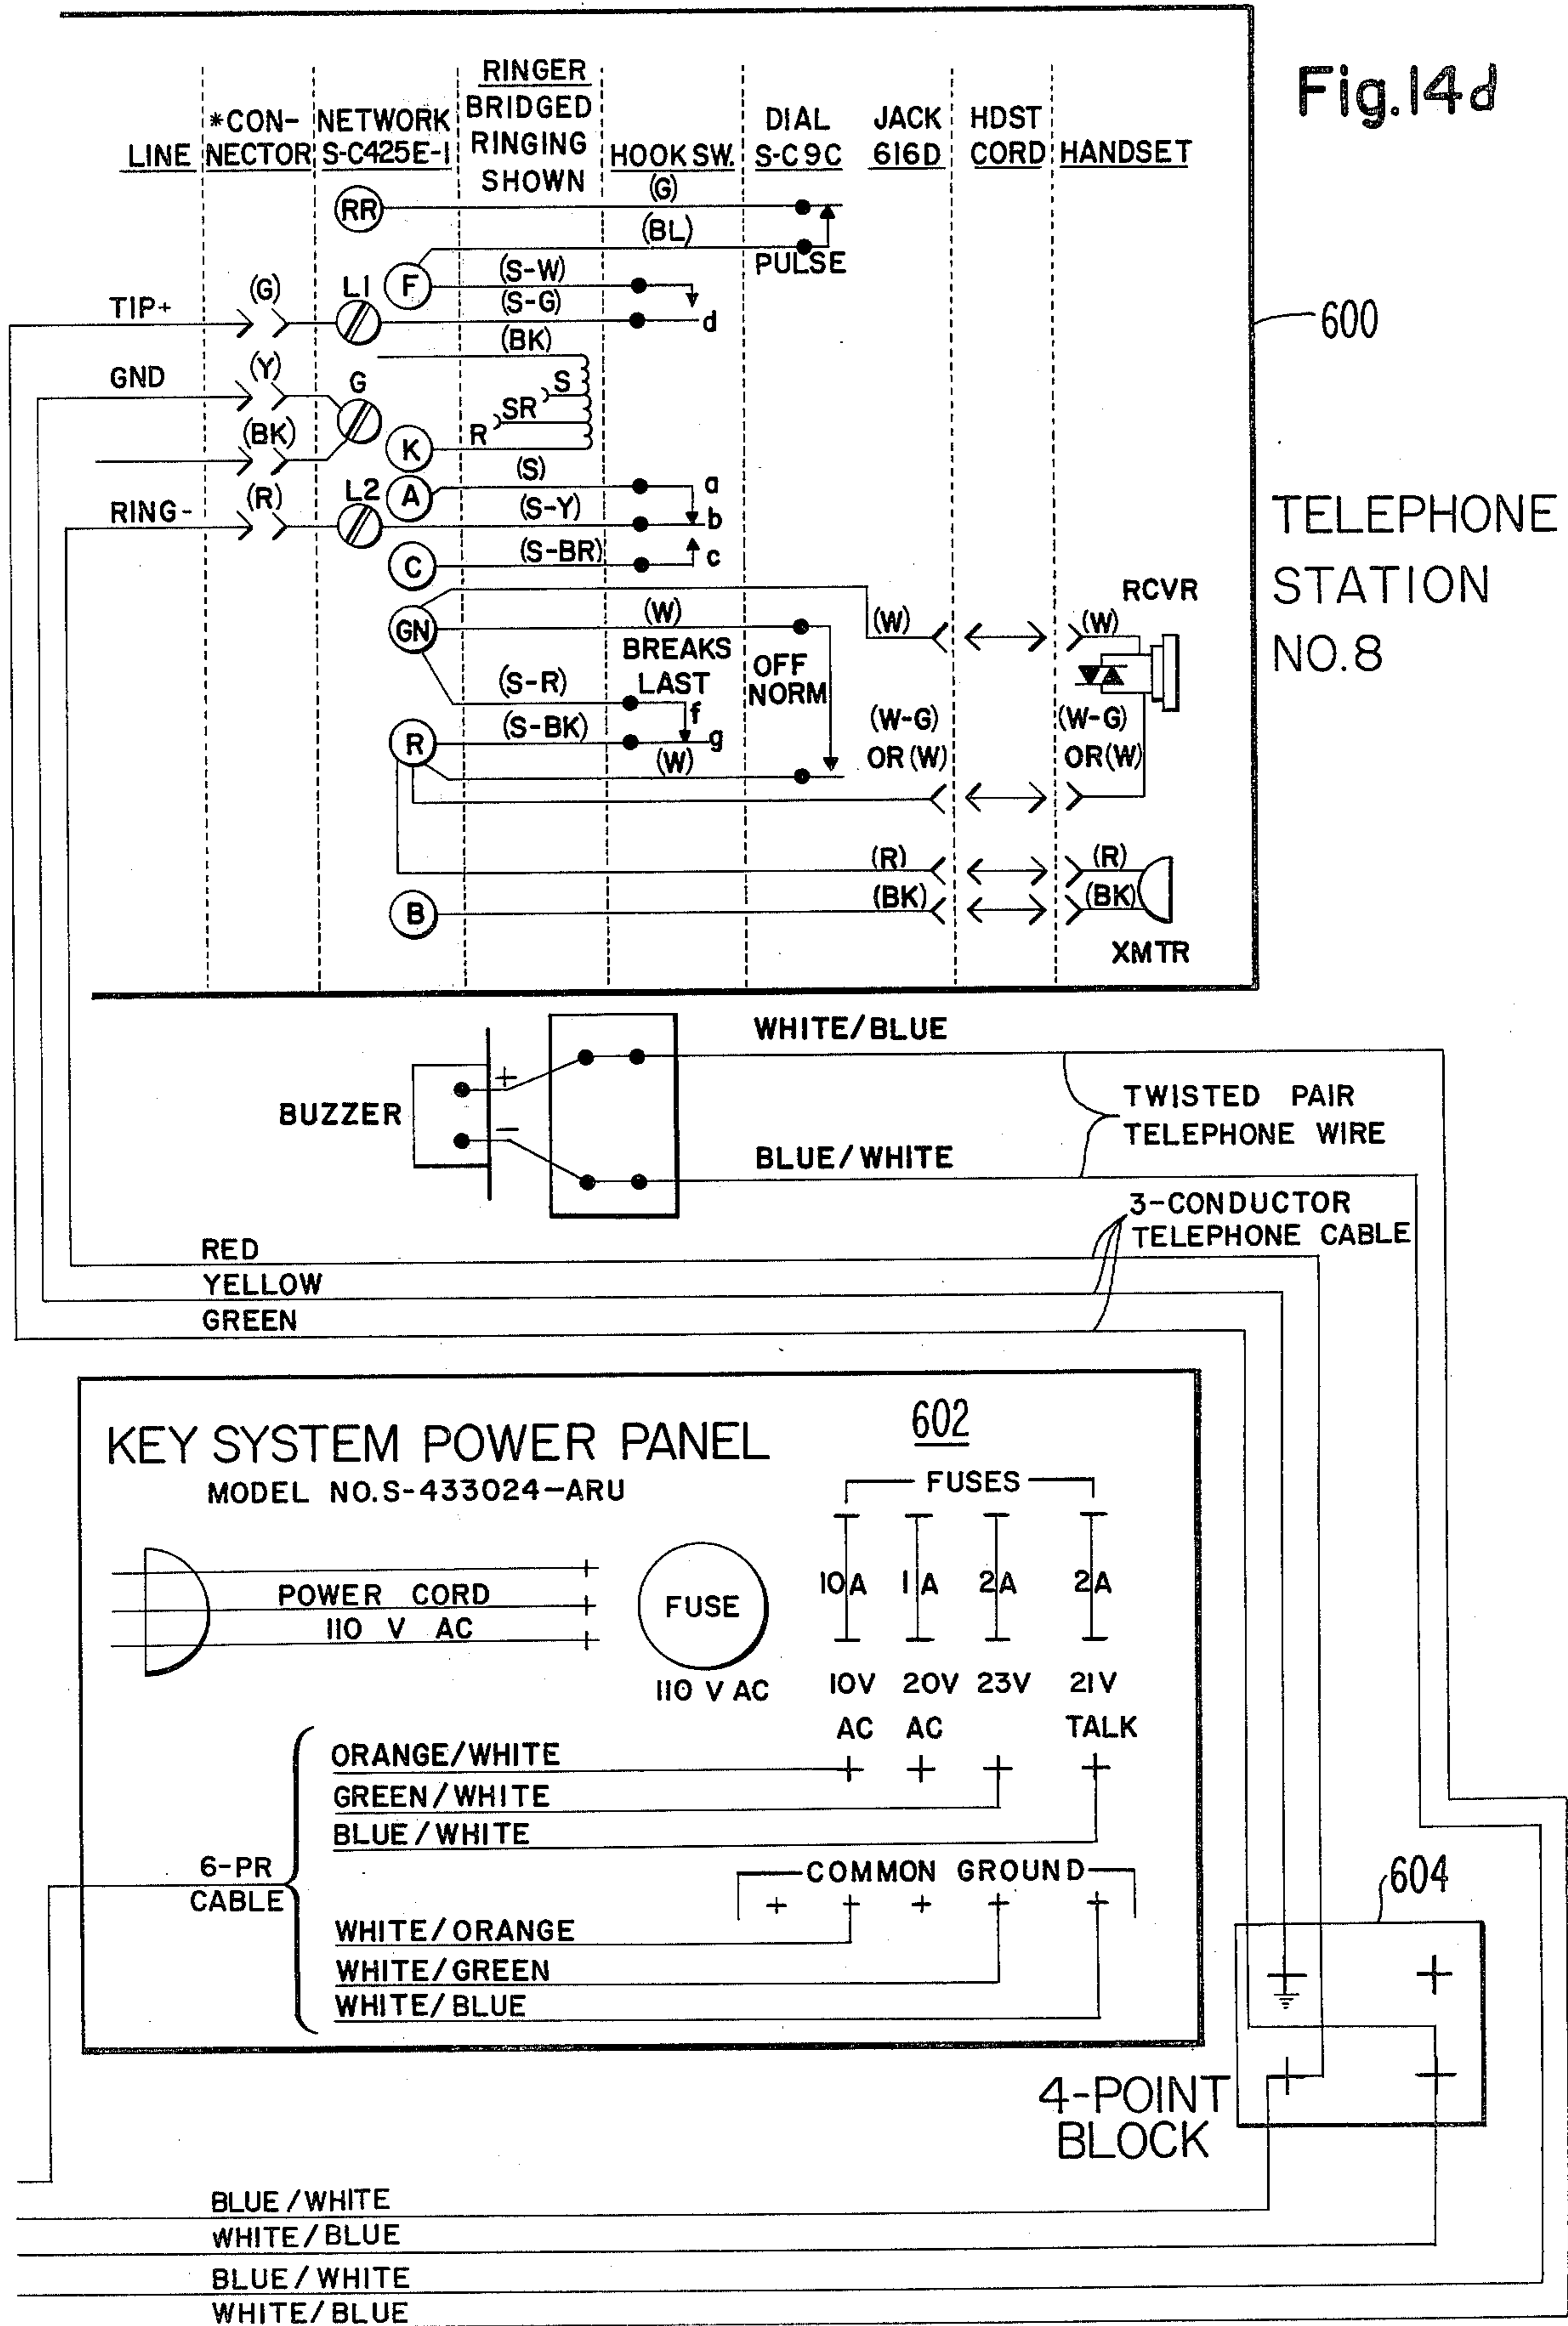 Fig.14d
RINGER
BRIDGED
RINGING
SHOWN
*CON-
NECTOR
NETWORK
S-C425E-1
LINE
HOOK SW.
DIAL
S-C9C
JACK
616D
HDST
CORD
HANDSET
RR
(G)
(BL)
PULSE
F
(S-W)
(S-G)
d
TIP+
(G)
L1
(BK)
600
GND
(Y)
G
S
SR
R
(BK)
K
(S)
a
A
RING-
(R)
L2
(S-Y)
b
C
(S-BR)
c
TELEPHONE
STATION
NO.8
RCVR
GN
(W)
(W)
(W)
BREAKS
LAST
OFF
NORM
(S-R)
f
(S-BK)
g
R
(W)
(W-G)
OR(W)
(W-G)
OR(W)
(R)
(R)
B
(BK)
(BK)
XMTR
WHITE/BLUE
BUZZER
+
−
TWISTED PAIR
TELEPHONE WIRE
BLUE/WHITE
3-CONDUCTOR
TELEPHONE CABLE
RED
YELLOW
GREEN
KEY SYSTEM POWER PANEL
MODEL NO.S-433024-ARU
602
FUSES
POWER CORD
110 V AC
FUSE
110 V AC
10A
1A
2A
2A
10V
20V
23V
21V
AC
AC
TALK
ORANGE/WHITE
GREEN/WHITE
BLUE/WHITE
6-PR
CABLE
COMMON GROUND
WHITE/ORANGE
WHITE/GREEN
WHITE/BLUE
604
4-POINT
BLOCK
BLUE/WHITE
WHITE/BLUE
BLUE/WHITE
WHITE/BLUE